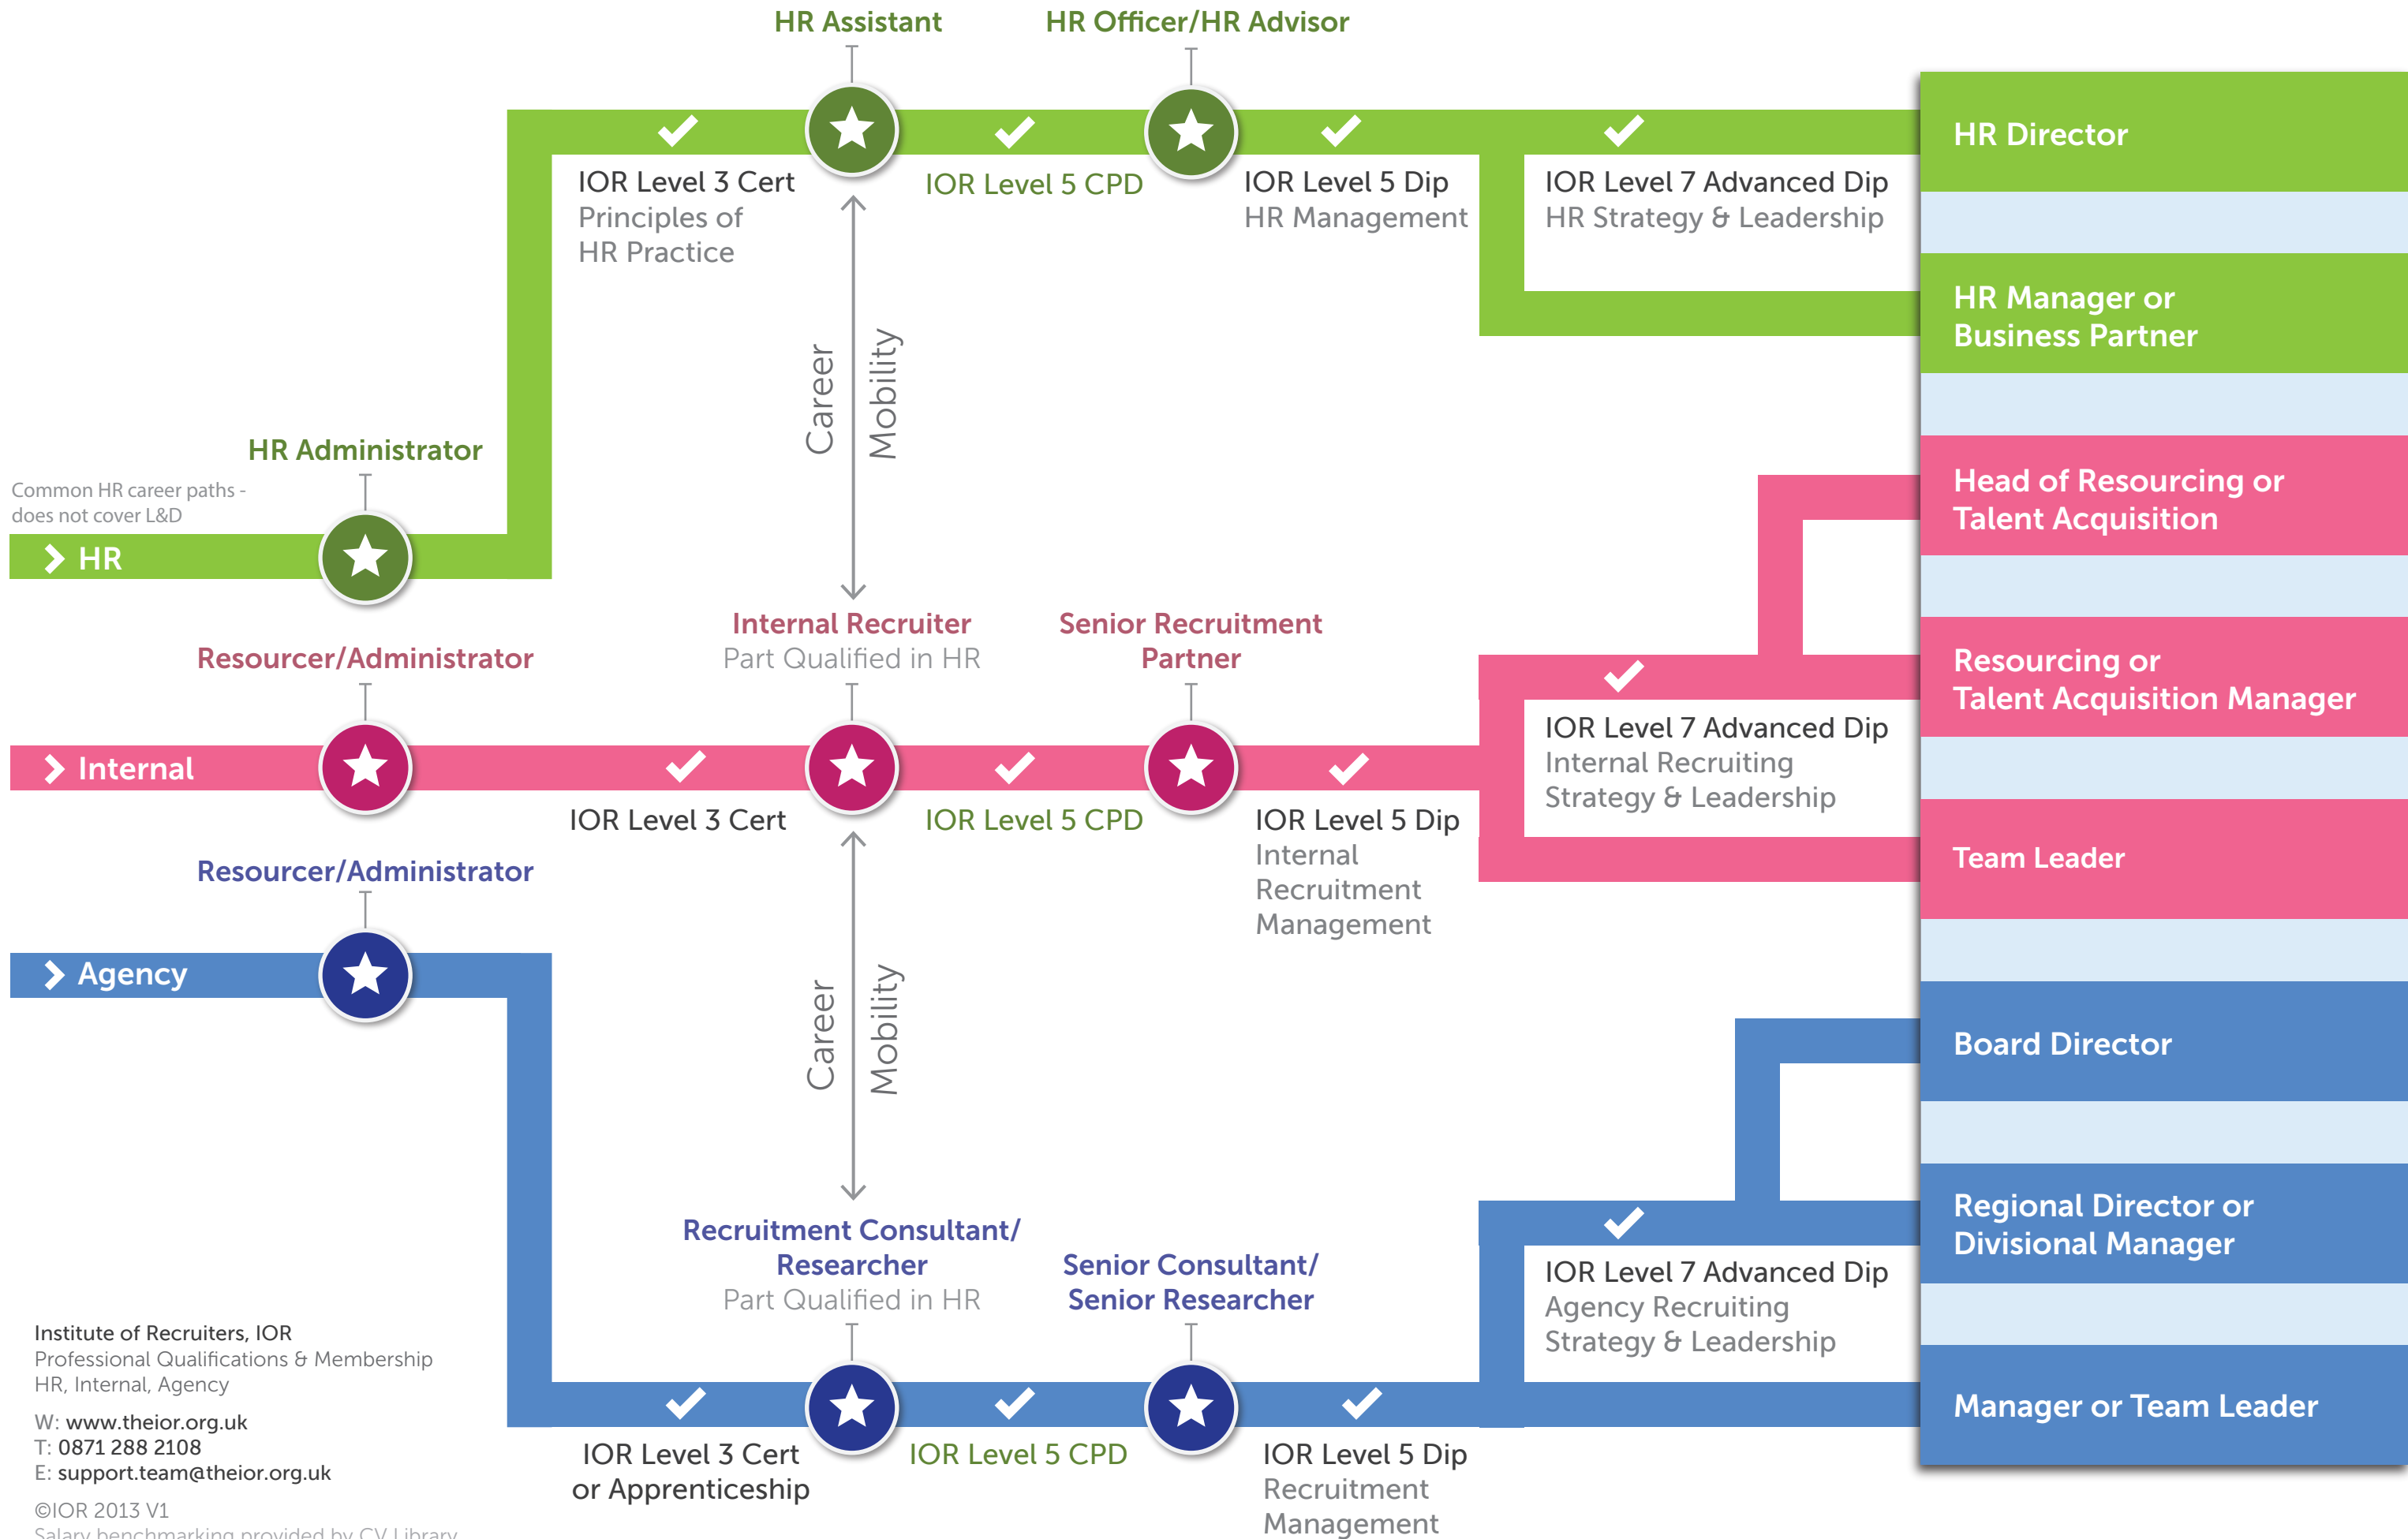 HR Assistant
HR Officer/HR Advisor
IOR Level 3 Cert
Principles of
HR Practice
IOR Level 5 CPD
IOR Level 5 Dip
HR Management
IOR Level 7 Advanced Dip
HR Strategy & Leadership
HR Director
HR Manager or
Business Partner
Career
Mobility
HR Administrator
Common HR career paths -
does not cover L&D
HR
Resourcer/Administrator
Internal Recruiter
Part Qualified in HR
Senior Recruitment
Partner
Internal
IOR Level 3 Cert
IOR Level 5 CPD
IOR Level 5 Dip
Internal
Recruitment
Management
IOR Level 7 Advanced Dip
Internal Recruiting
Strategy & Leadership
Head of Resourcing or
Talent Acquisition
Resourcing or
Talent Acquisition Manager
Team Leader
Resourcer/Administrator
Agency
Career
Mobility
Recruitment Consultant/
Researcher
Part Qualified in HR
Senior Consultant/
Senior Researcher
IOR Level 3 Cert
or Apprenticeship
IOR Level 5 CPD
IOR Level 5 Dip
Recruitment
Management
IOR Level 7 Advanced Dip
Agency Recruiting
Strategy & Leadership
Board Director
Regional Director or
Divisional Manager
Manager or Team Leader
Institute of Recruiters, IOR
Professional Qualifications & Membership
HR, Internal, Agency
W: www.theior.org.uk
T: 0871 288 2108
E: support.team@theior.org.uk
©IOR 2013 V1
Salary benchmarking provided by CV Library